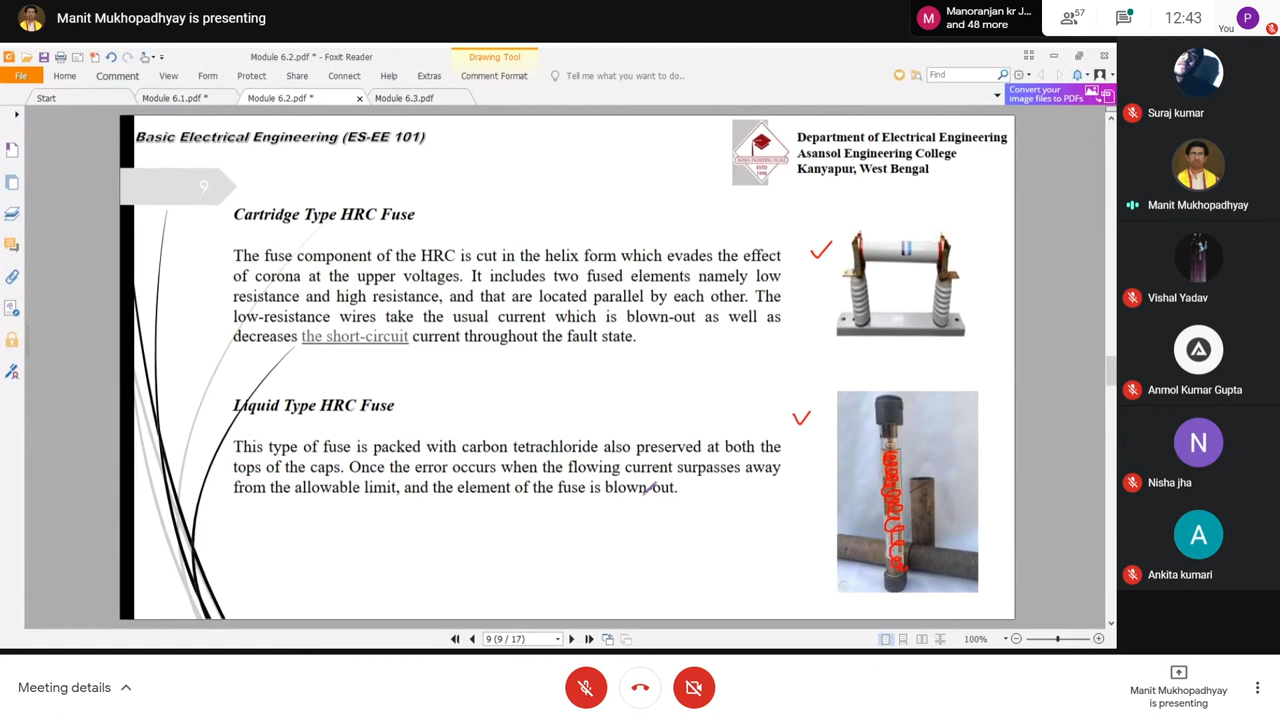 Manit Mukhopadhyay is presenting
M
Manoranjan kr J...
and 48 more
57
12:43
You
P
Module 6.2.pdf * - Foxit Reader
Drawing Tool
File
Home
Comment
View
Form
Protect
Share
Connect
Help
Extras
Comment Format
Tell me what you want to do..
Find
Start
Module 6.1.pdf *
Module 6.2.pdf *
Module 6.3.pdf
Convert your
image files to PDFs
Basic Electrical Engineering (ES-EE 101)
Department of Electrical Engineering
Asansol Engineering College
Kanyapur, West Bengal
9
Cartridge Type HRC Fuse
The fuse component of the HRC is cut in the helix form which evades the effect
of corona at the upper voltages. It includes two fused elements namely low
resistance and high resistance, and that are located parallel by each other. The
low-resistance wires take the usual current which is blown-out as well as
decreases the short-circuit current throughout the fault state.
Liquid Type HRC Fuse
This type of fuse is packed with carbon tetrachloride also preserved at both the
tops of the caps. Once the error occurs when the flowing current surpasses away
from the allowable limit, and the element of the fuse is blown out.
9 (9 / 17)
100%
Suraj kumar
Manit Mukhopadhyay
Vishal Yadav
Anmol Kumar Gupta
N
Nisha jha
A
Ankita kumari
Meeting details
Manit Mukhopadhyay
is presenting